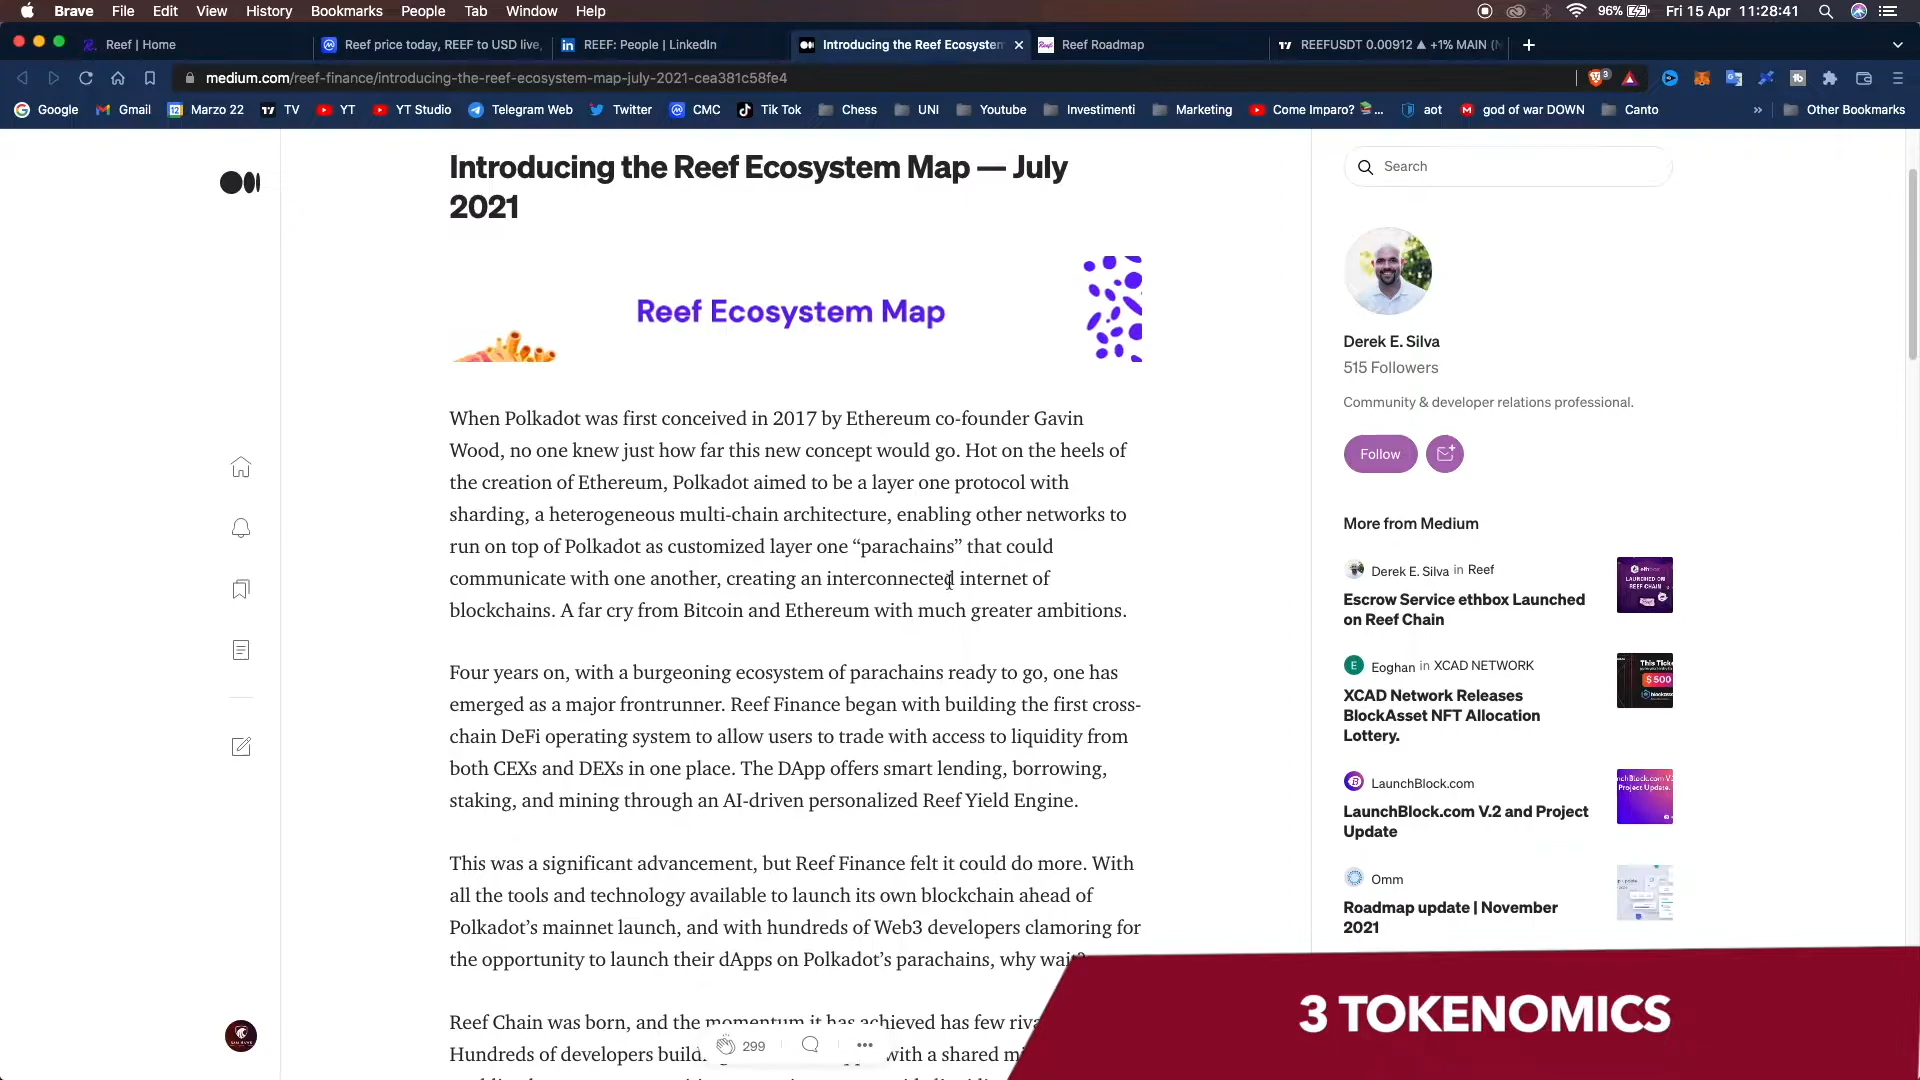 Brave File Edit View History Bookmarks People Tab Window Help 96% Fri 15 Apr 11:28:41
Reef | Home Reef price today, REEF to USD live, REEF: People | LinkedIn Introducing the Reef Ecosystem Reef Roadmap REEFUSDT 0.00912 ▲ +1% MAIN (N
medium.com/reef-finance/introducing-the-reef-ecosystem-map-july-2021-cea381c58fe4
Google Gmail Marzo 22 TV YT YT Studio Telegram Web Twitter CMC Tik Tok Chess UNI Youtube Investimenti Marketing Come Imparo? ... aot god of war DOWN Canto » Other Bookmarks
Introducing the Reef Ecosystem Map — July
2021
Reef Ecosystem Map
When Polkadot was first conceived in 2017 by Ethereum co-founder Gavin
Wood, no one knew just how far this new concept would go. Hot on the heels of
the creation of Ethereum, Polkadot aimed to be a layer one protocol with
sharding, a heterogeneous multi-chain architecture, enabling other networks to
run on top of Polkadot as customized layer one “parachains” that could
communicate with one another, creating an interconnected internet of
blockchains. A far cry from Bitcoin and Ethereum with much greater ambitions.
Four years on, with a burgeoning ecosystem of parachains ready to go, one has
emerged as a major frontrunner. Reef Finance began with building the first cross-
chain DeFi operating system to allow users to trade with access to liquidity from
both CEXs and DEXs in one place. The DApp offers smart lending, borrowing,
staking, and mining through an AI-driven personalized Reef Yield Engine.
This was a significant advancement, but Reef Finance felt it could do more. With
all the tools and technology available to launch its own blockchain ahead of
Polkadot’s mainnet launch, and with hundreds of Web3 developers clamoring for
the opportunity to launch their dApps on Polkadot’s parachains, why wait?
Reef Chain was born, and the momentum it has achieved has few
Hundreds of developers with a shared
299
Search
Derek E. Silva
515 Followers
Community & developer relations professional.
Follow
More from Medium
Derek E. Silva in Reef
Escrow Service ethbox Launched
on Reef Chain
Eoghan in XCAD NETWORK
XCAD Network Releases
BlockAsset NFT Allocation
Lottery.
LaunchBlock.com
LaunchBlock.com V.2 and Project
Update
Omm
Roadmap update | November
2021
3 TOKENOMICS